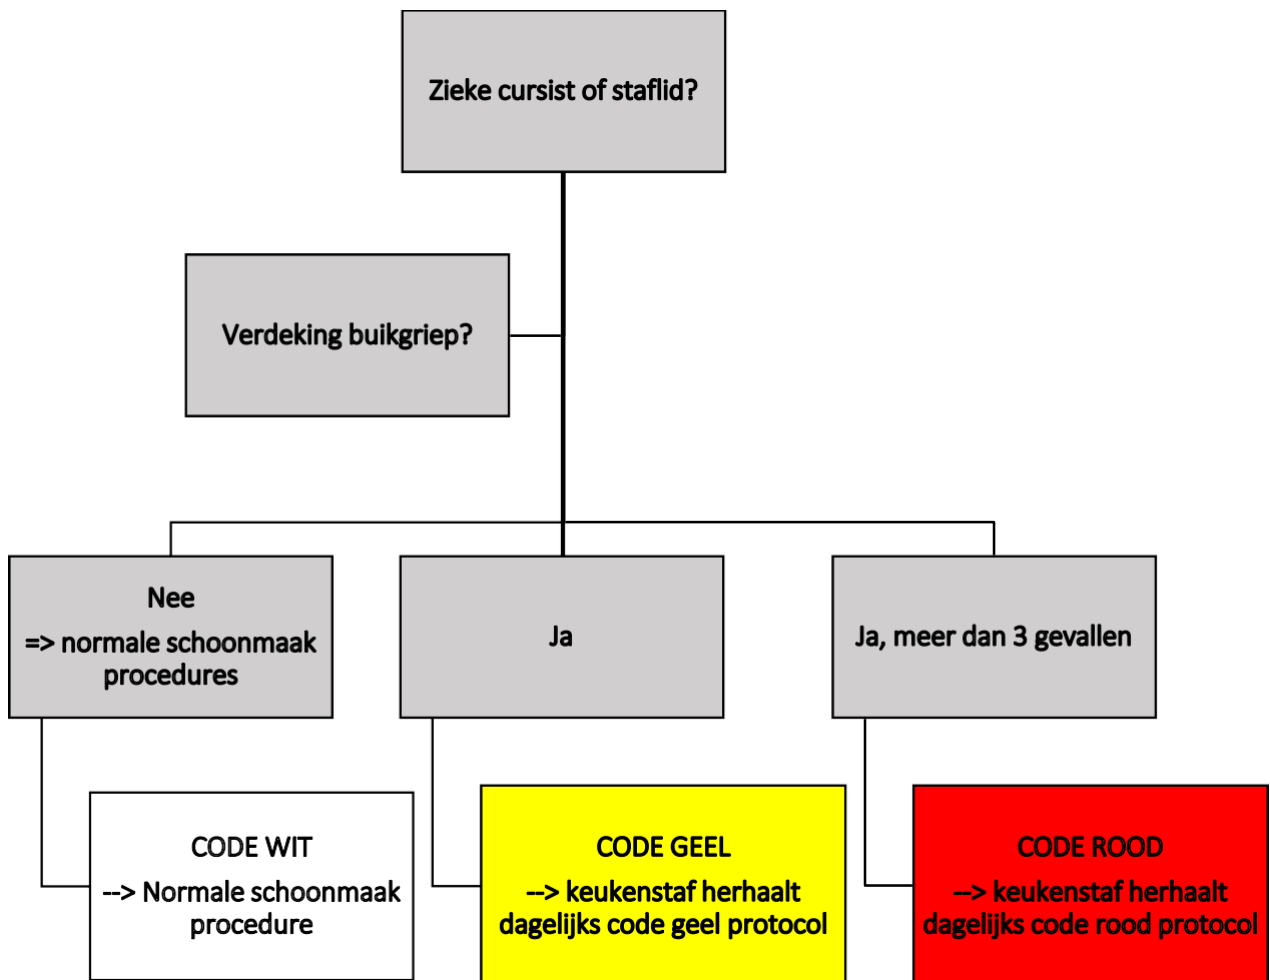 Zieke cursist of staflid?
Verdeking buikgriep?
Nee
=> normale schoonmaak
procedures
Ja
Ja, meer dan 3 gevallen
CODE WIT
--> Normale schoonmaak
procedure
CODE GEEL
--> keukenstaf herhaalt
dagelijks code geel protocol
CODE ROOD
--> keukenstaf herhaalt
dagelijks code rood protocol